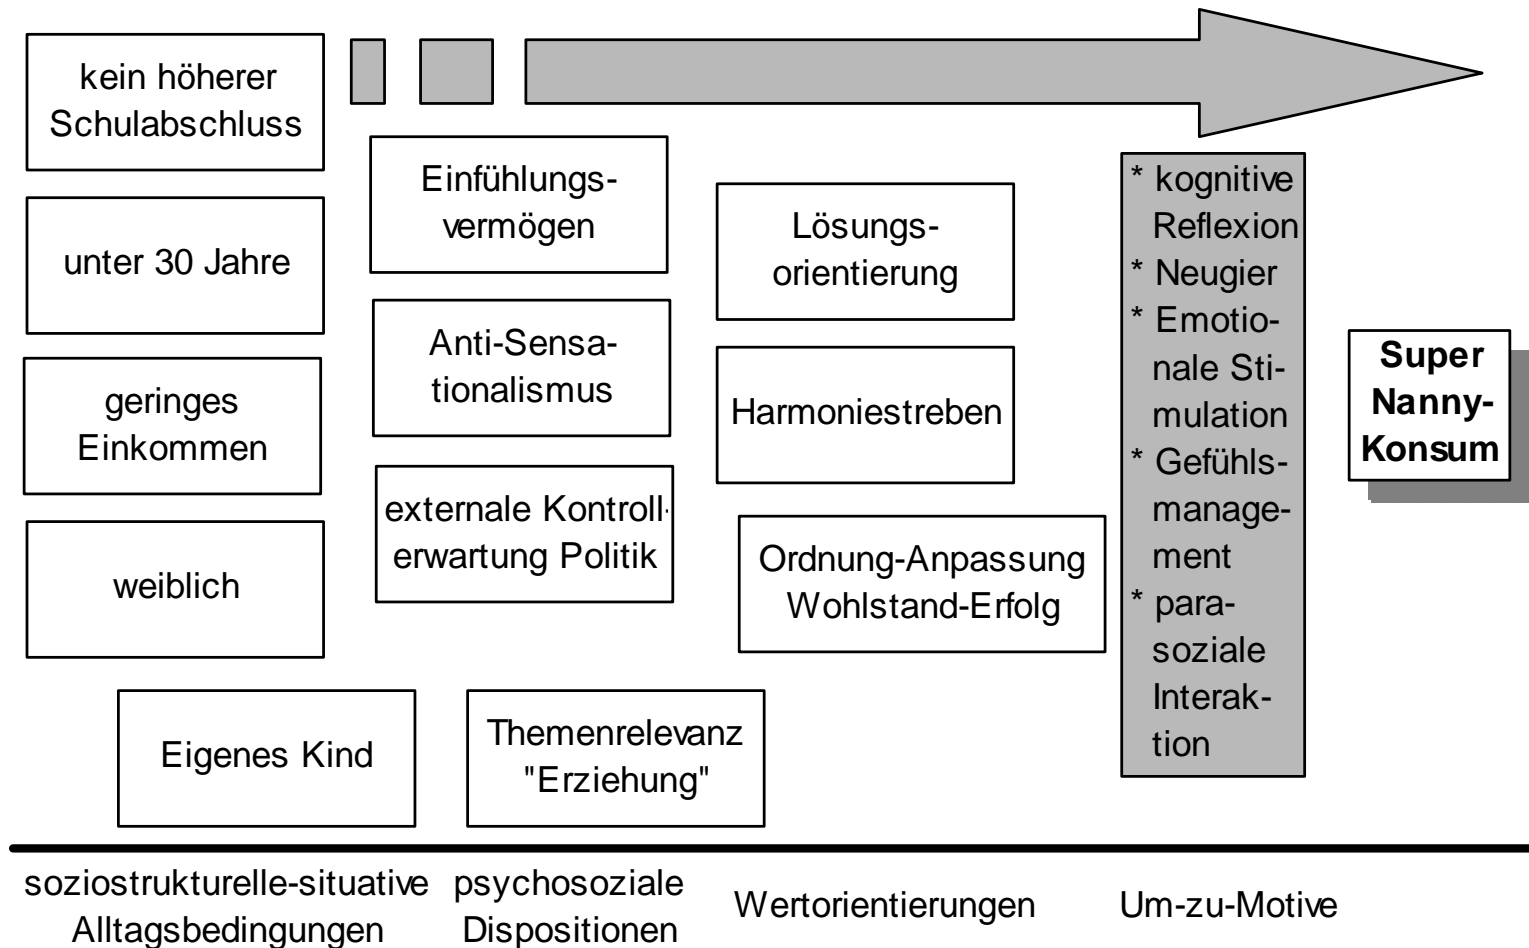 kein höherer
Schulabschluss
unter 30 Jahre
geringes
Einkommen
weiblich
Eigenes Kind
Einfühlungs-
vermögen
Anti-Sensa-
tionalismus
externale Kontroll-
erwartung Politik
Themenrelevanz
"Erziehung"
Lösungs-
orientierung
Harmoniestreben
Ordnung-Anpassung
Wohlstand-Erfolg
* kognitive
Reflexion
* Neugier
* Emotio-
nale Sti-
mulation
* Gefühls-
manage-
ment
* para-
soziale
Interak-
tion
Super
Nanny-
Konsum
soziostrukturelle-situative
Alltagsbedingungen
psychosoziale
Dispositionen
Wertorientierungen
Um-zu-Motive